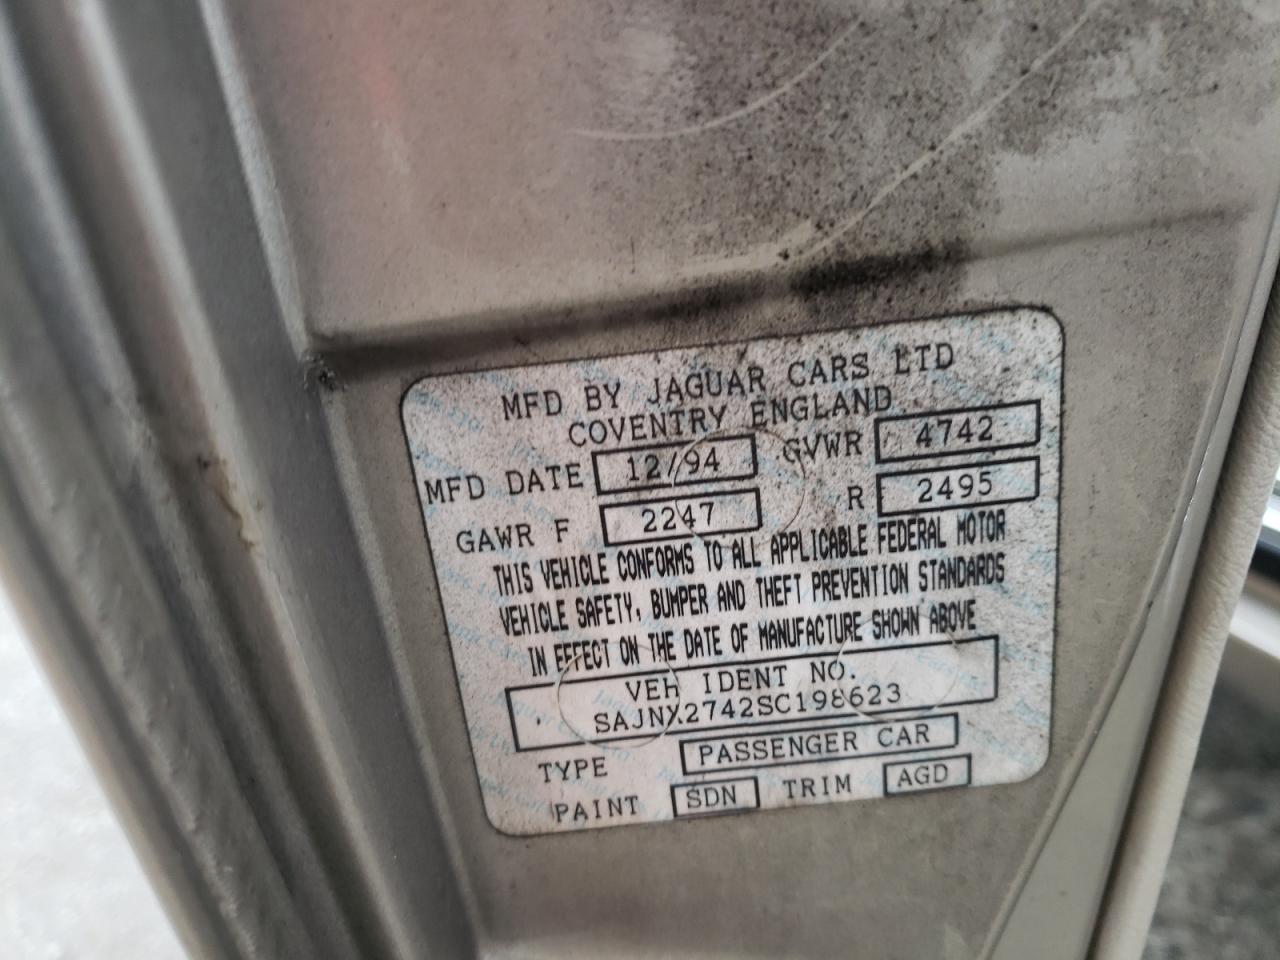 MFD BY JAGUAR CARS LTD
COVENTRY ENGLAND
MFD DATE 12/94 GVWR 4742
GAWR F 2247 R 2495
THIS VEHICLE CONFORMS TO ALL APPLICABLE FEDERAL MOTOR
VEHICLE SAFETY, BUMPER AND THEFT PREVENTION STANDARDS
IN EFFECT ON THE DATE OF MANUFACTURE SHOWN ABOVE
VEH IDENT NO.
SAJNX2742SC198623
TYPE PASSENGER CAR
PAINT SDN TRIM AGD